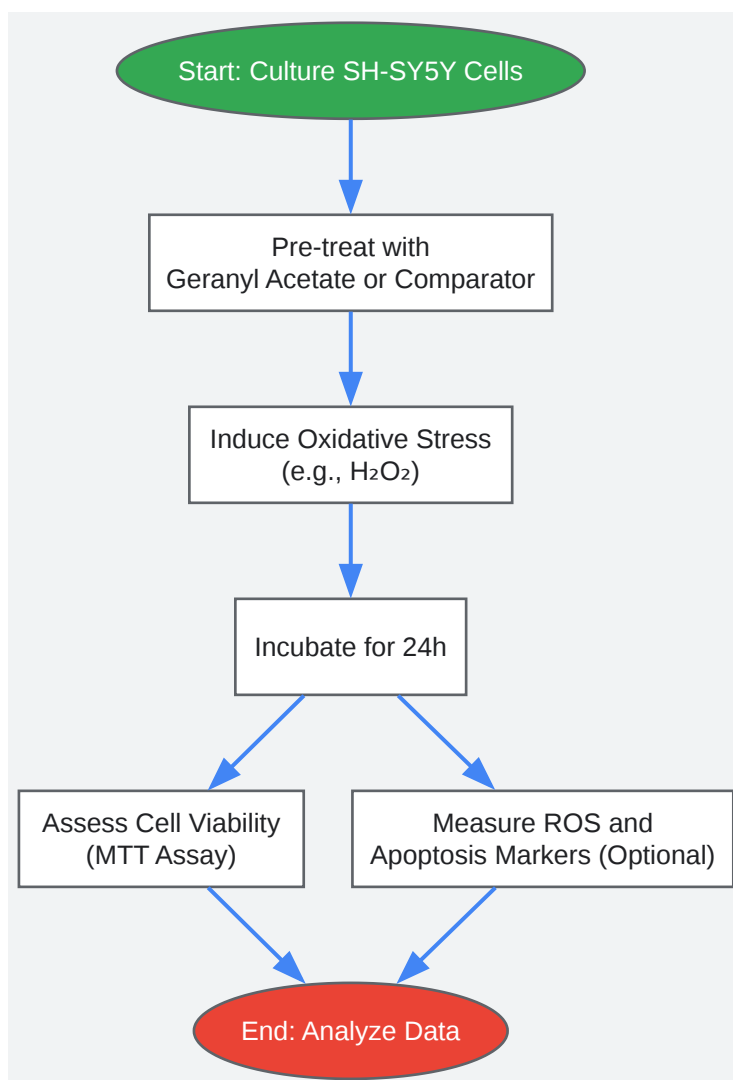 Start: Culture SH-SY5Y Cells
Pre-treat with
Geranyl Acetate or Comparator
Induce Oxidative Stress
(e.g., H₂O₂)
Incubate for 24h
Assess Cell Viability
(MTT Assay)
Measure ROS and
Apoptosis Markers (Optional)
End: Analyze Data